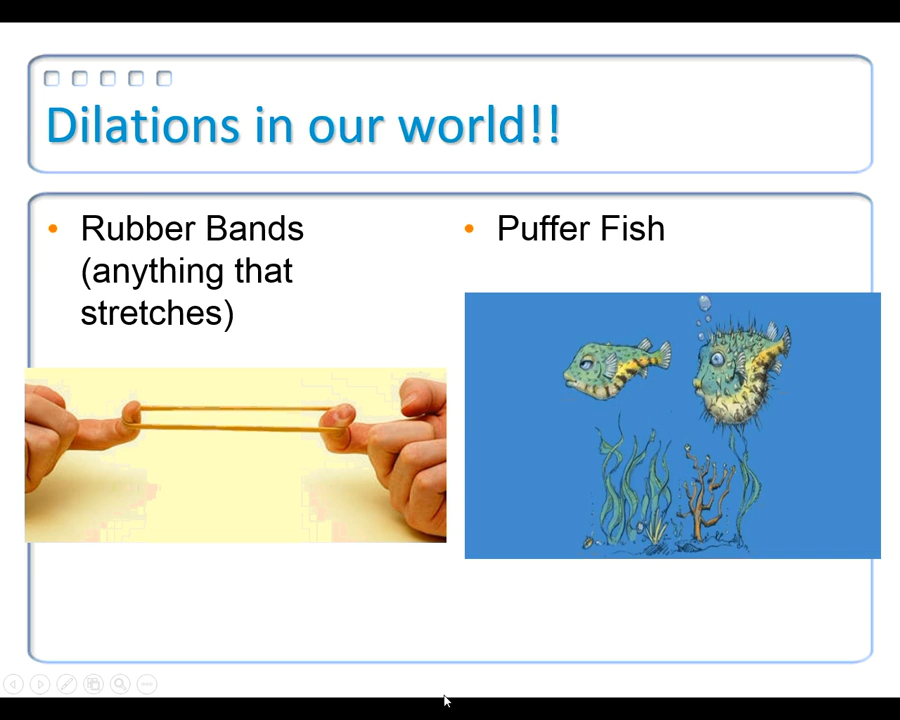 Dilations in our world!!
• Rubber Bands
(anything that
stretches)
• Puffer Fish